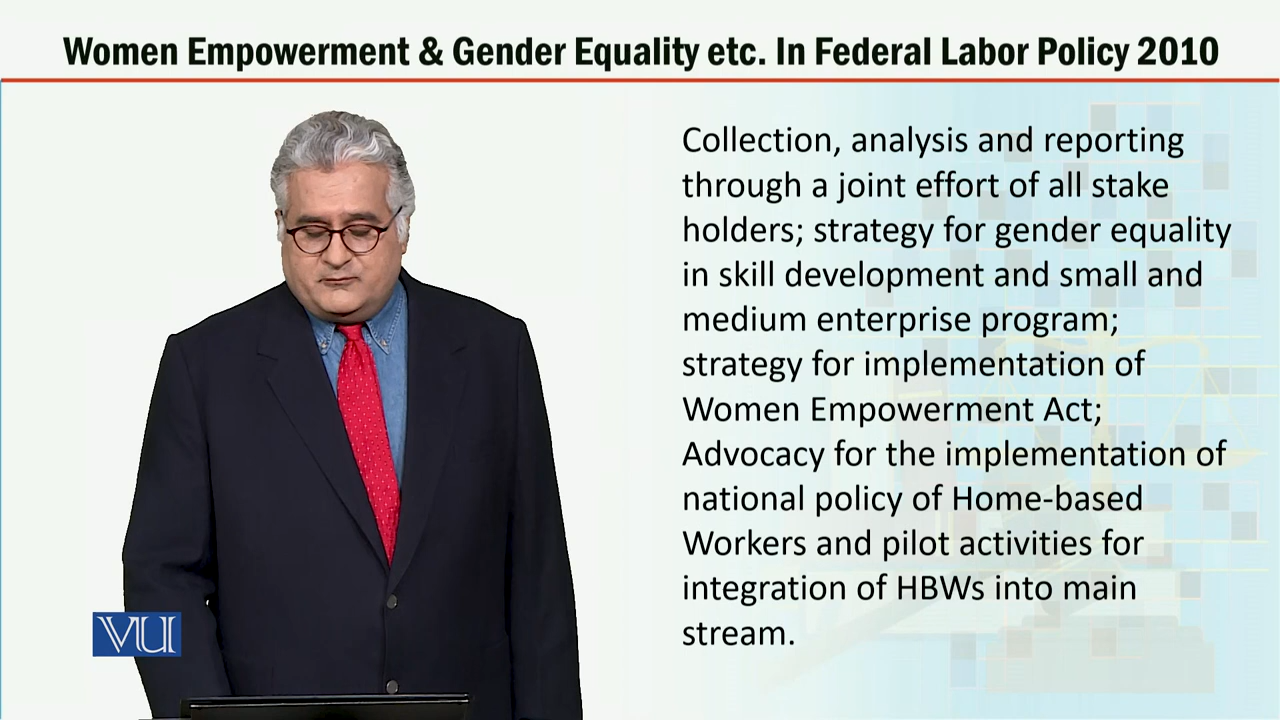 Women Empowerment & Gender Equality etc. In Federal Labor Policy 2010
Collection, analysis and reporting
through a joint effort of all stake
holders; strategy for gender equality
in skill development and small and
medium enterprise program;
strategy for implementation of
Women Empowerment Act;
Advocacy for the implementation of
national policy of Home-based
Workers and pilot activities for
integration of HBWs into main
stream.
VU